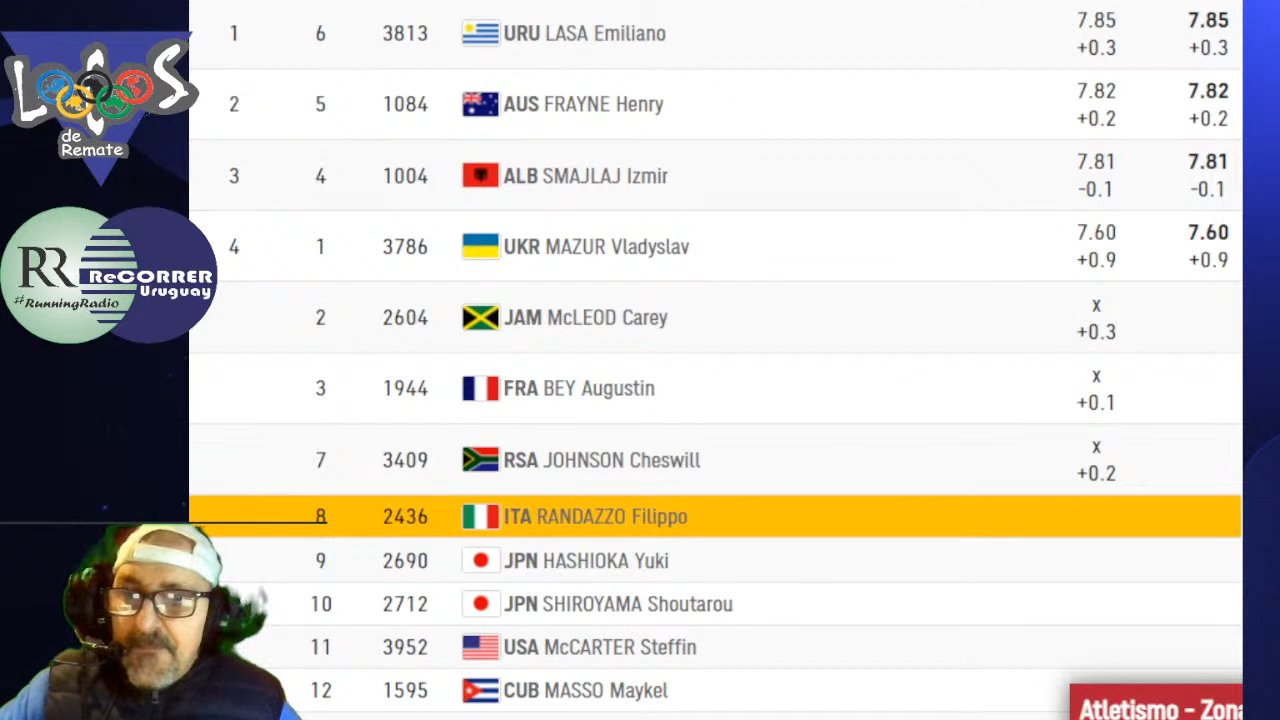 LOcOS
de
Remate
RR
ReCORRER
Uruguay
#RunningRadio
1 6 3813 URU LASA Emiliano 7.85 7.85
+0.3 +0.3
2 5 1084 AUS FRAYNE Henry 7.82 7.82
+0.2 +0.2
3 4 1004 ALB SMAJLAJ Izmir 7.81 7.81
-0.1 -0.1
4 1 3786 UKR MAZUR Vladyslav 7.60 7.60
+0.9 +0.9
2 2604 JAM McLEOD Carey x
+0.3
3 1944 FRA BEY Augustin x
+0.1
7 3409 RSA JOHNSON Cheswill x
+0.2
8 2436 ITA RANDAZZO Filippo
9 2690 JPN HASHIOKA Yuki
10 2712 JPN SHIROYAMA Shoutarou
11 3952 USA McCARTER Steffin
12 1595 CUB MASSO Maykel
Atletismo - Zona